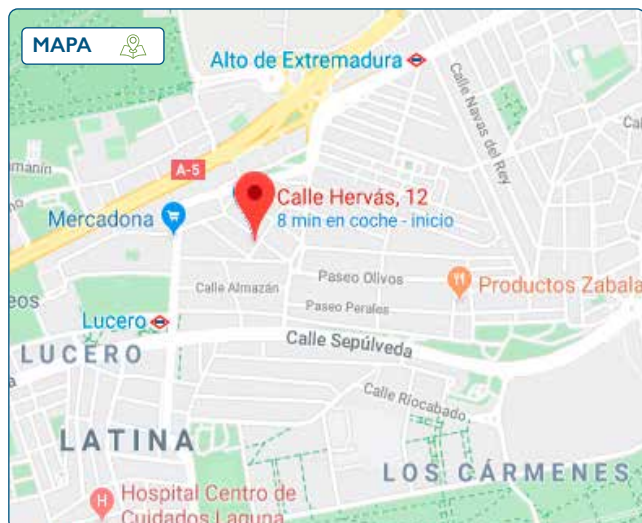 MAPA
Alto de Extremadura
Calle Navas del Rey
A-5
Calle Hervás, 12
8 min en coche - inicio
Mercadona
Paseo Olivos
Calle Almazán
Productos Zabala
Paseo Perales
Lucero
Calle Sepúlveda
LUCERO
Calle Riocabado
LATINA
LOS CÁRMENES
H
Hospital Centro de
Cuidados Laguna